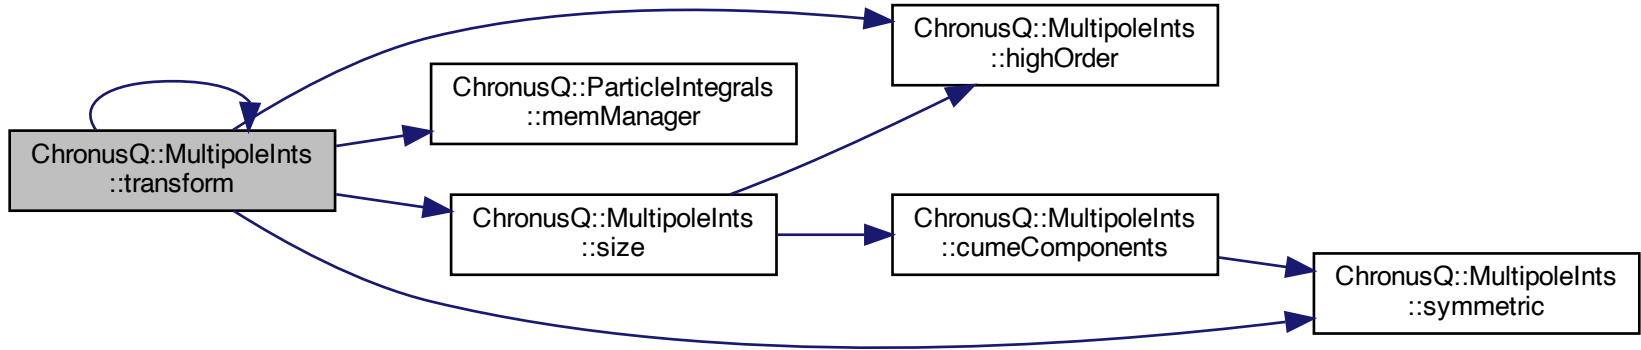 ChronusQ::MultipoleInts
::transform
ChronusQ::ParticleIntegrals
::memManager
ChronusQ::MultipoleInts
::size
ChronusQ::MultipoleInts
::highOrder
ChronusQ::MultipoleInts
::cumeComponents
ChronusQ::MultipoleInts
::symmetric